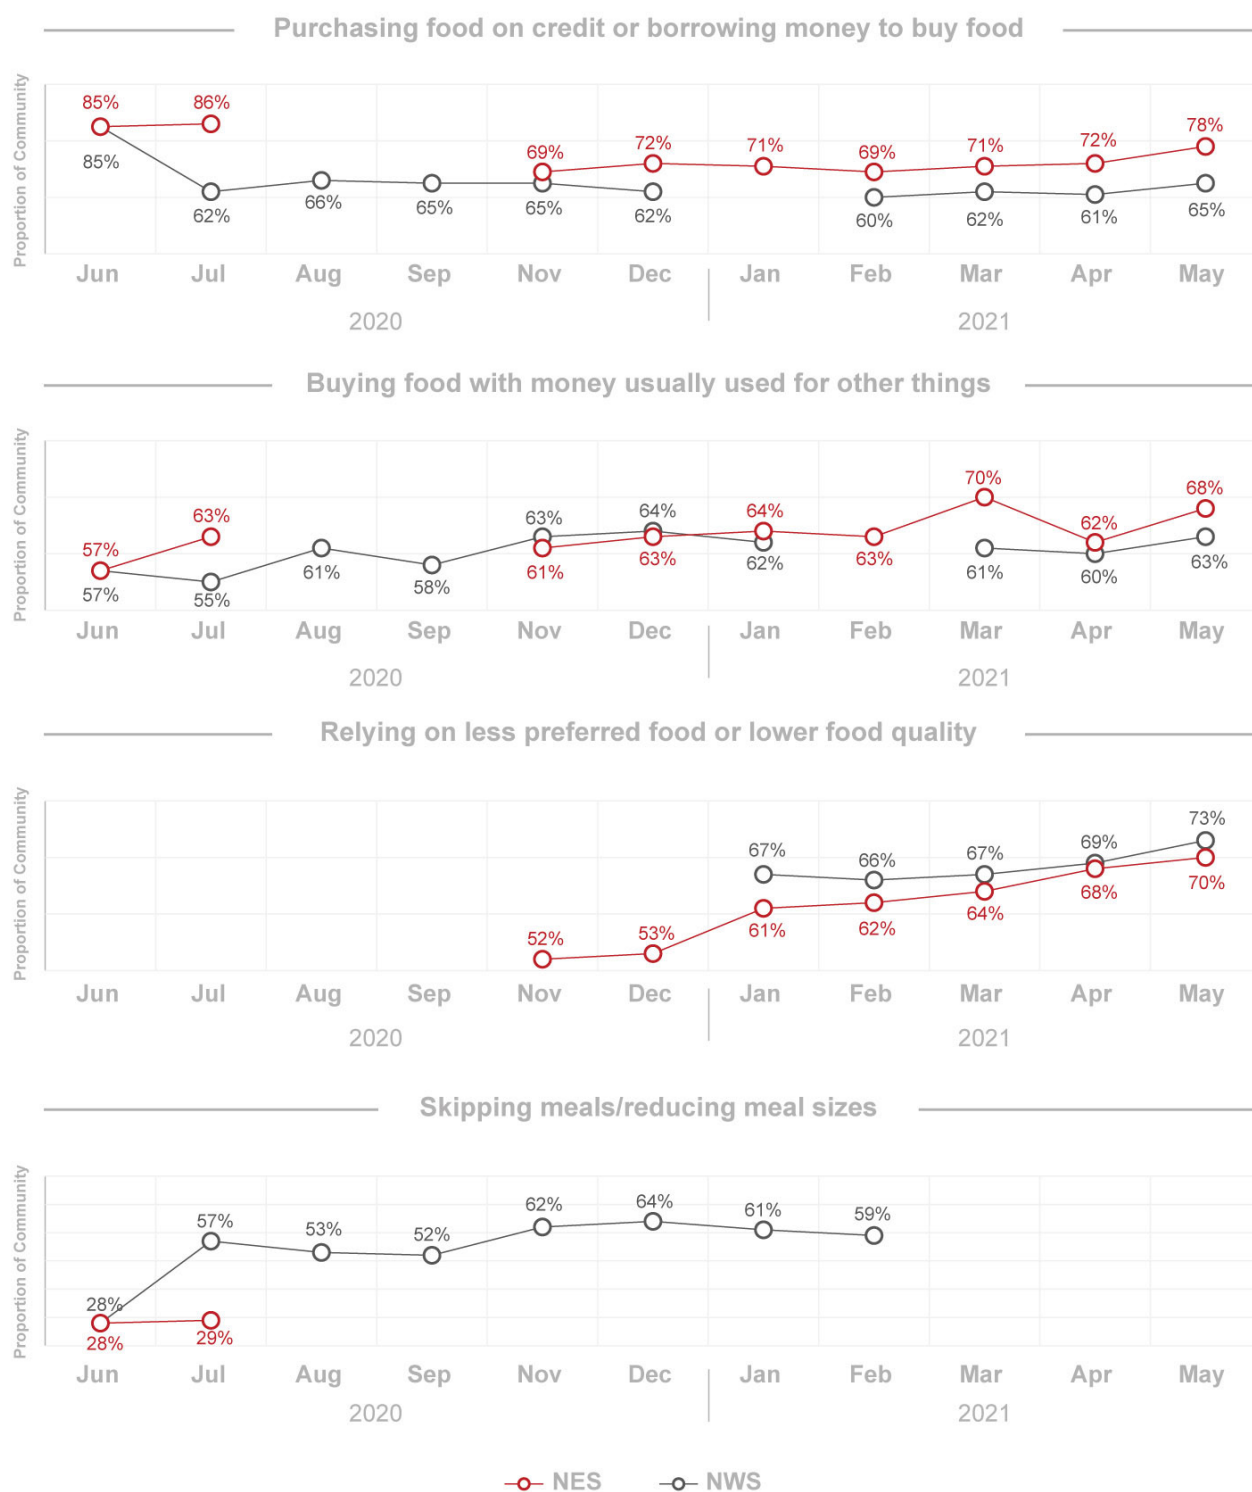 Purchasing food on credit or borrowing money to buy food
Proportion of Community
85% 86% 69% 72% 71% 69% 71% 72% 78%
85% 62% 66% 65% 65% 62% 60% 62% 61% 65%
Jun Jul Aug Sep Nov Dec Jan Feb Mar Apr May
2020 2021
Buying food with money usually used for other things
Proportion of Community
57% 63% 63% 64% 64% 70% 62% 68%
57% 55% 61% 58% 61% 63% 62% 63% 61% 60% 63%
Jun Jul Aug Sep Nov Dec Jan Feb Mar Apr May
2020 2021
Relying on less preferred food or lower food quality
Proportion of Community
67% 66% 67% 69% 73%
52% 53% 61% 62% 64% 68% 70%
Jun Jul Aug Sep Nov Dec Jan Feb Mar Apr May
2020 2021
Skipping meals/reducing meal sizes
Proportion of Community
28% 57% 53% 52% 62% 64% 61% 59%
28% 29%
Jun Jul Aug Sep Nov Dec Jan Feb Mar Apr May
2020 2021
NES NWS